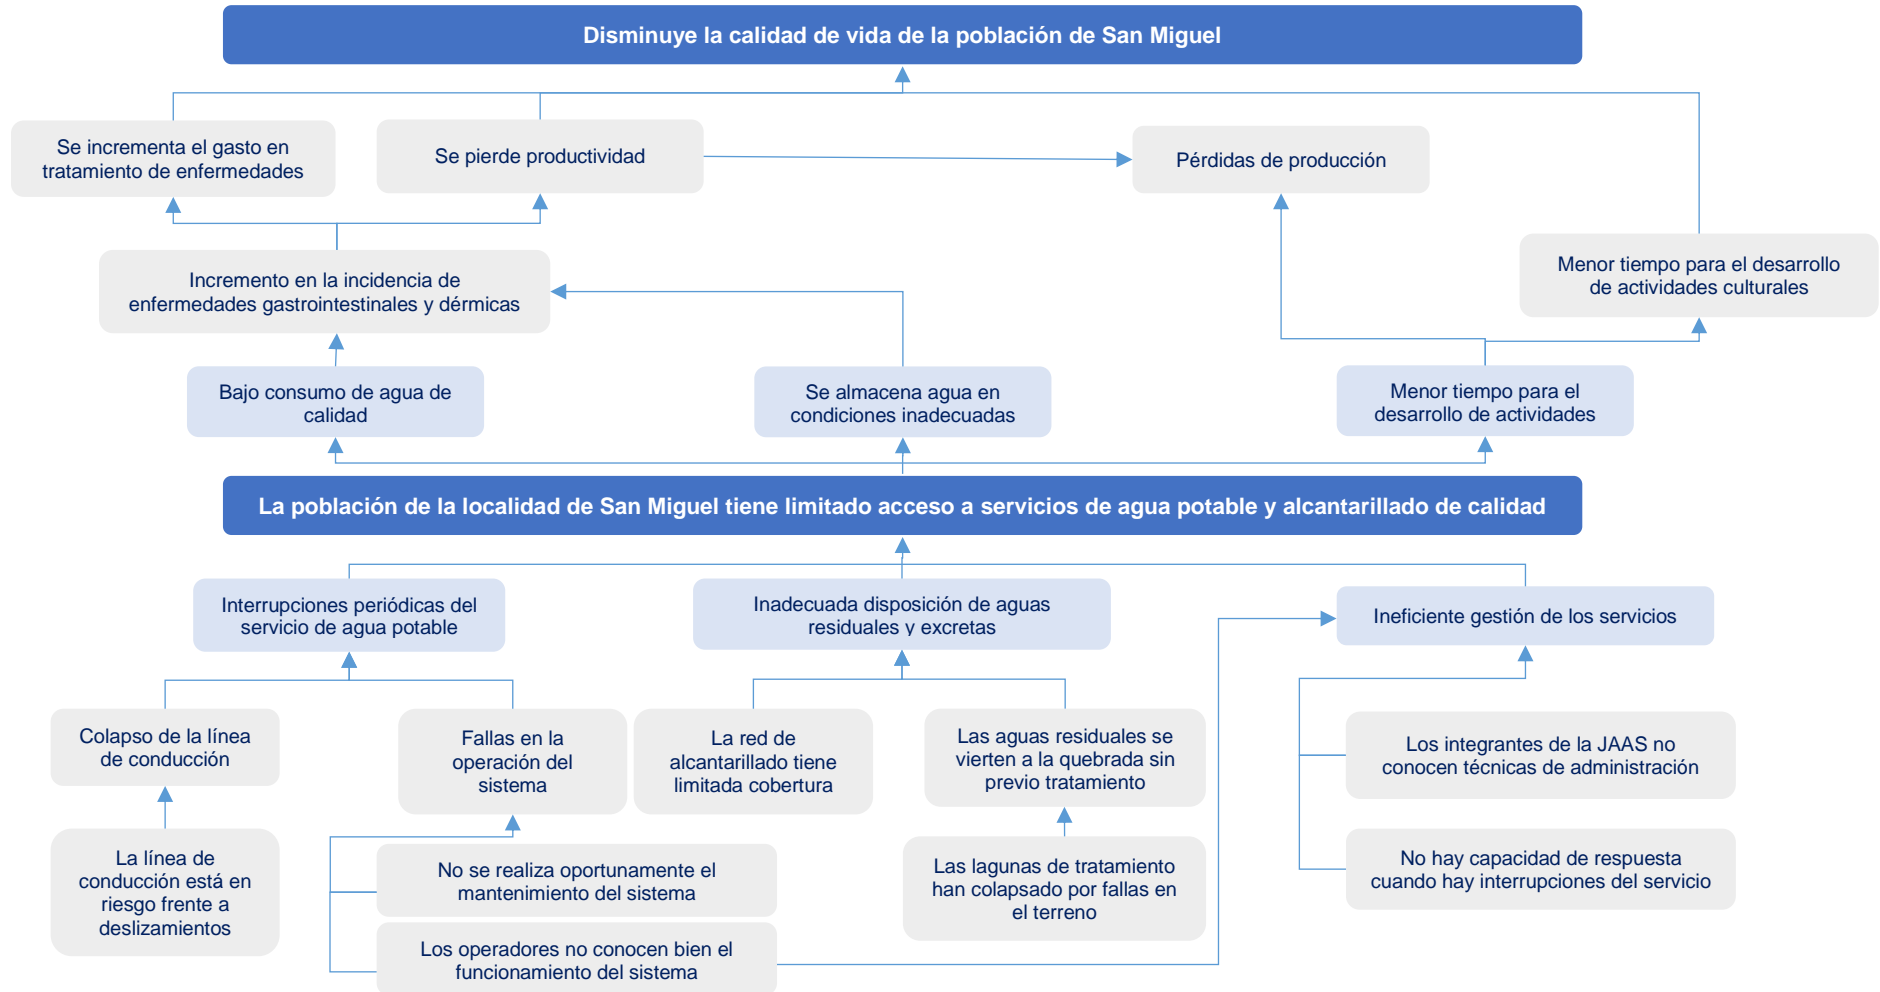 Disminuye la calidad de vida de la población de San Miguel
Se incrementa el gasto en
tratamiento de enfermedades
Se pierde productividad
Pérdidas de producción
Incremento en la incidencia de
enfermedades gastrointestinales y dérmicas
Menor tiempo para el desarrollo
de actividades culturales
Bajo consumo de agua de
calidad
Se almacena agua en
condiciones inadecuadas
Menor tiempo para el
desarrollo de actividades
La población de la localidad de San Miguel tiene limitado acceso a servicios de agua potable y alcantarillado de calidad
Interrupciones periódicas del
servicio de agua potable
Inadecuada disposición de aguas
residuales y excretas
Ineficiente gestión de los servicios
Colapso de la línea
de conducción
Fallas en la
operación del
sistema
La red de
alcantarillado tiene
limitada cobertura
Las aguas residuales se
vierten a la quebrada sin
previo tratamiento
Los integrantes de la JAAS no
conocen técnicas de administración
La línea de
conducción está en
riesgo frente a
deslizamientos
No se realiza oportunamente el
mantenimiento del sistema
Las lagunas de tratamiento
han colapsado por fallas en
el terreno
No hay capacidad de respuesta
cuando hay interrupciones del servicio
Los operadores no conocen bien el
funcionamiento del sistema